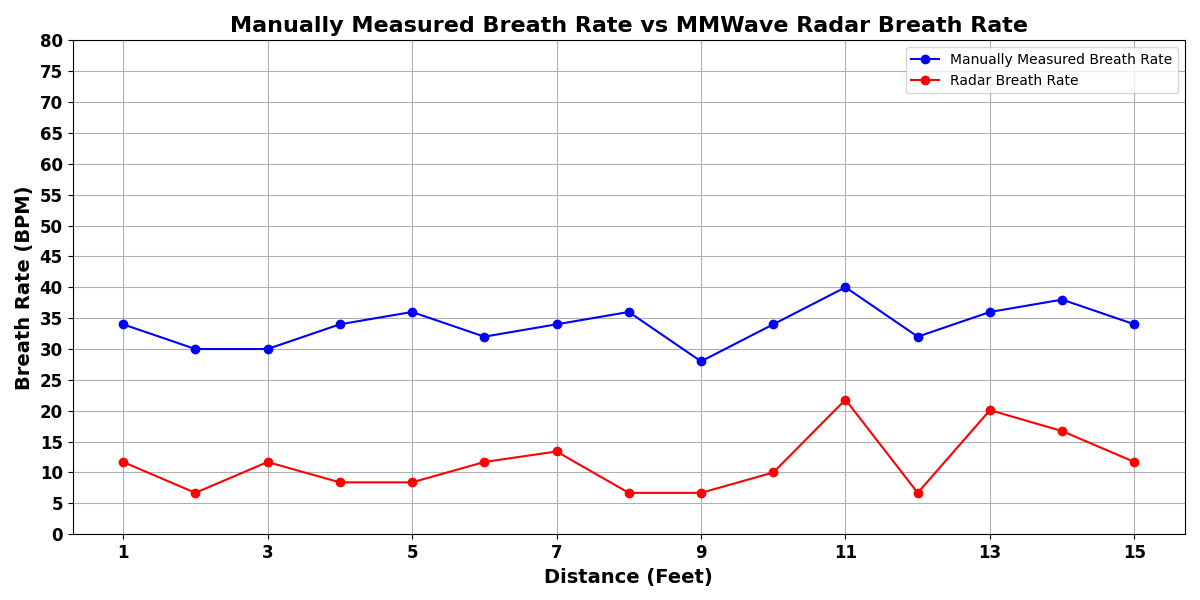 Manually Measured Breath Rate vs MMWave Radar Breath Rate
Manually Measured Breath Rate
Radar Breath Rate
Breath Rate (BPM)
80
75
70
65
60
55
50
45
40
35
30
25
20
15
10
5
0
1 3 5 7 9 11 13 15
Distance (Feet)